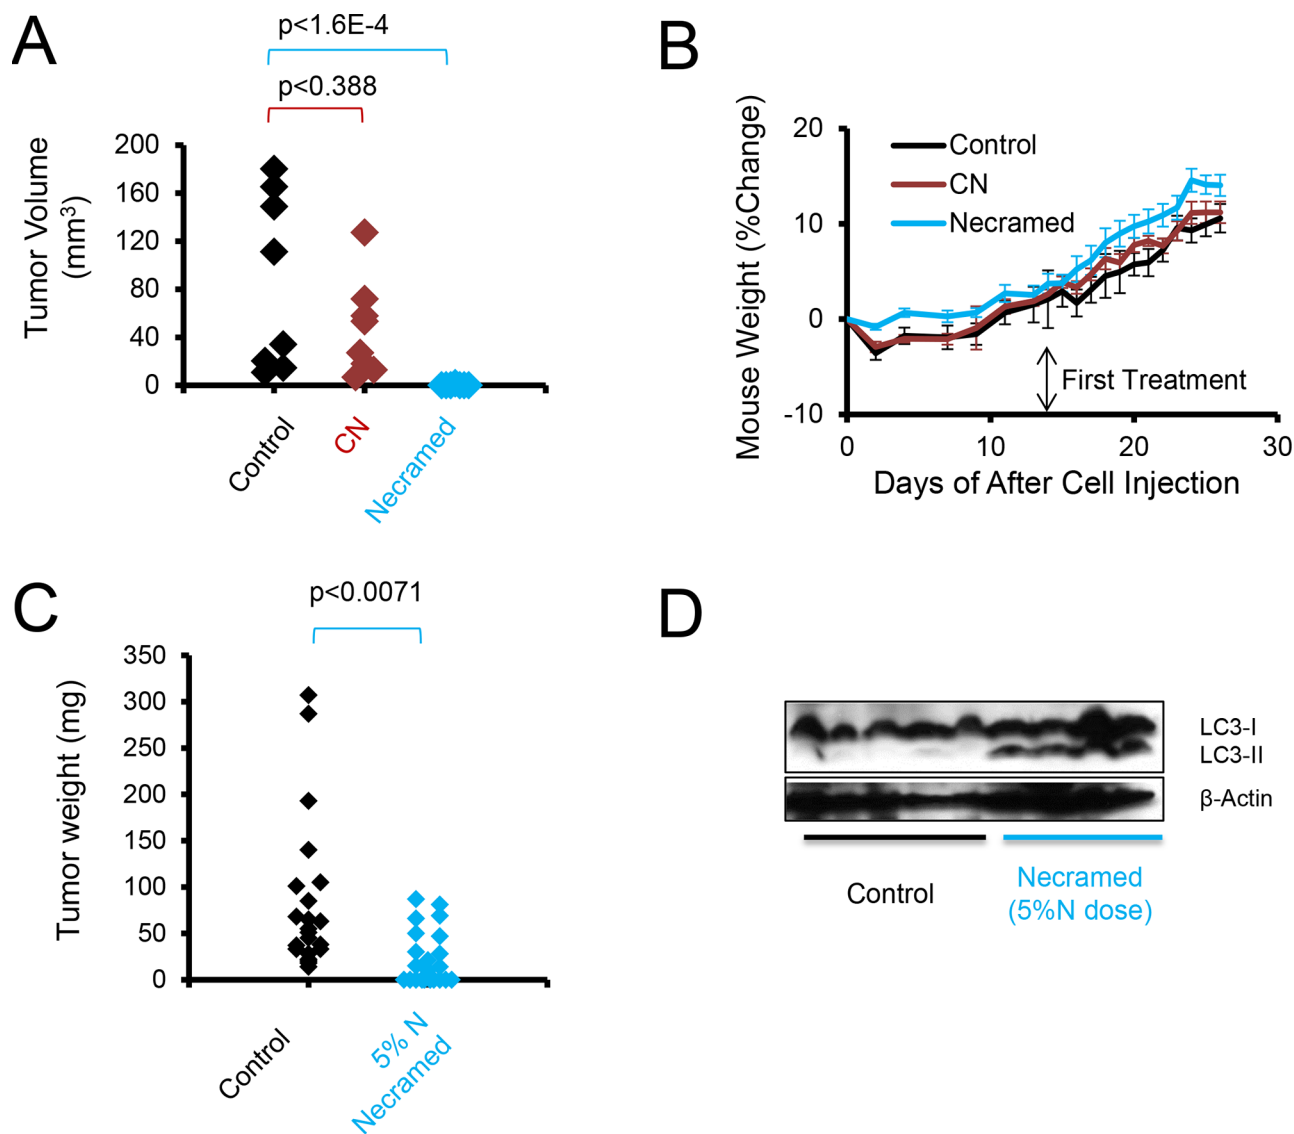 A
p<1.6E-4
p<0.388
Tumor Volume
(mm³)
200
160
120
80
40
0
Control
CN
Necramed
B
Mouse Weight (%Change)
20
10
0
-10
Control
CN
Necramed
First Treatment
0 10 20 30
Days of After Cell Injection
C
p<0.0071
Tumor weight (mg)
350
300
250
200
150
100
50
0
Control
5% N
Necramed
D
LC3-I
LC3-II
β-Actin
Control
Necramed
(5%N dose)